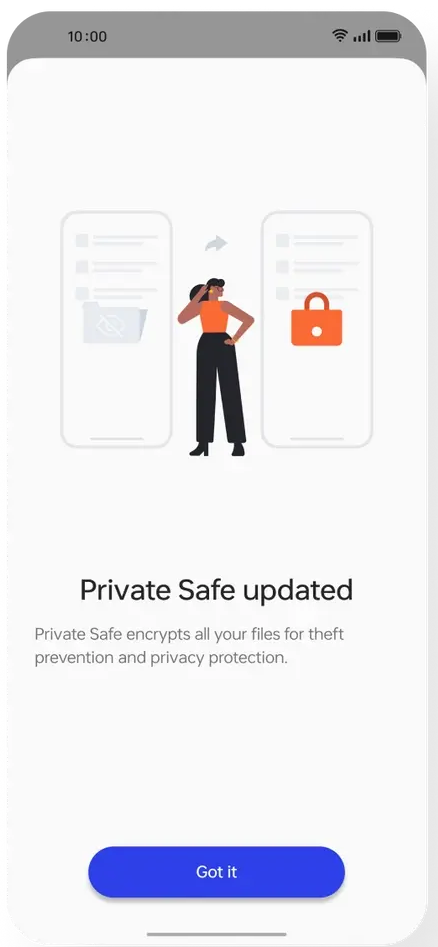 10:00
Private Safe updated
Private Safe encrypts all your files for theft
prevention and privacy protection.
Got it